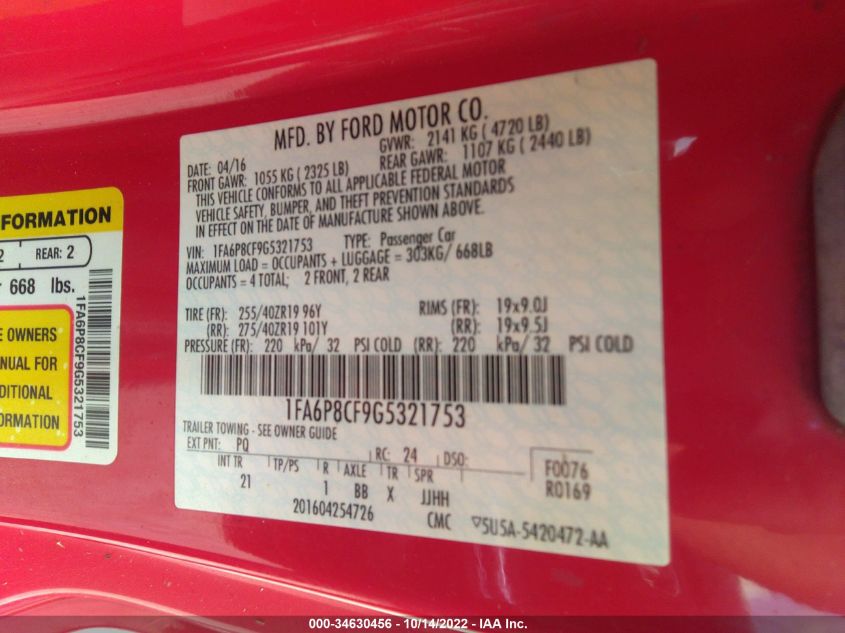 FORMATION
2 REAR: 2
668 lbs.
E OWNERS
ANUAL FOR
DITIONAL
FORMATION
1FA6P8CF9G5321753
MFD. BY FORD MOTOR CO.
DATE: 04/16 GVWR: 2141 KG ( 4720 LB)
FRONT GAWR: 1055 KG ( 2325 LB) REAR GAWR: 1107 KG ( 2440 LB)
THIS VEHICLE CONFORMS TO ALL APPLICABLE FEDERAL MOTOR
VEHICLE SAFETY, BUMPER, AND THEFT PREVENTION STANDARDS
IN EFFECT ON THE DATE OF MANUFACTURE SHOWN ABOVE.
VIN: 1FA6P8CF9G5321753 TYPE: Passenger Car
MAXIMUM LOAD = OCCUPANTS + LUGGAGE = 303KG/ 668LB
OCCUPANTS = 4 TOTAL; 2 FRONT, 2 REAR
TIRE (FR): 255/40ZR19 96Y RIMS (FR): 19x9.0J
(RR): 275/40ZR19 101Y (RR): 19x9.5J
PRESSURE (FR): 220 kPa/ 32 PSI COLD (RR): 220 kPa/ 32 PSI COLD
1FA6P8CF9G5321753
TRAILER TOWING - SEE OWNER GUIDE
EXT PNT: PQ RC: 24 DSO: F0076
INT TR TP/PS R AXLE TR SPR R0169
21 1 BB X JJHH
201604254726 CMC 5U5A-5420472-AA
000-34630456 - 10/14/2022 - IAA Inc.